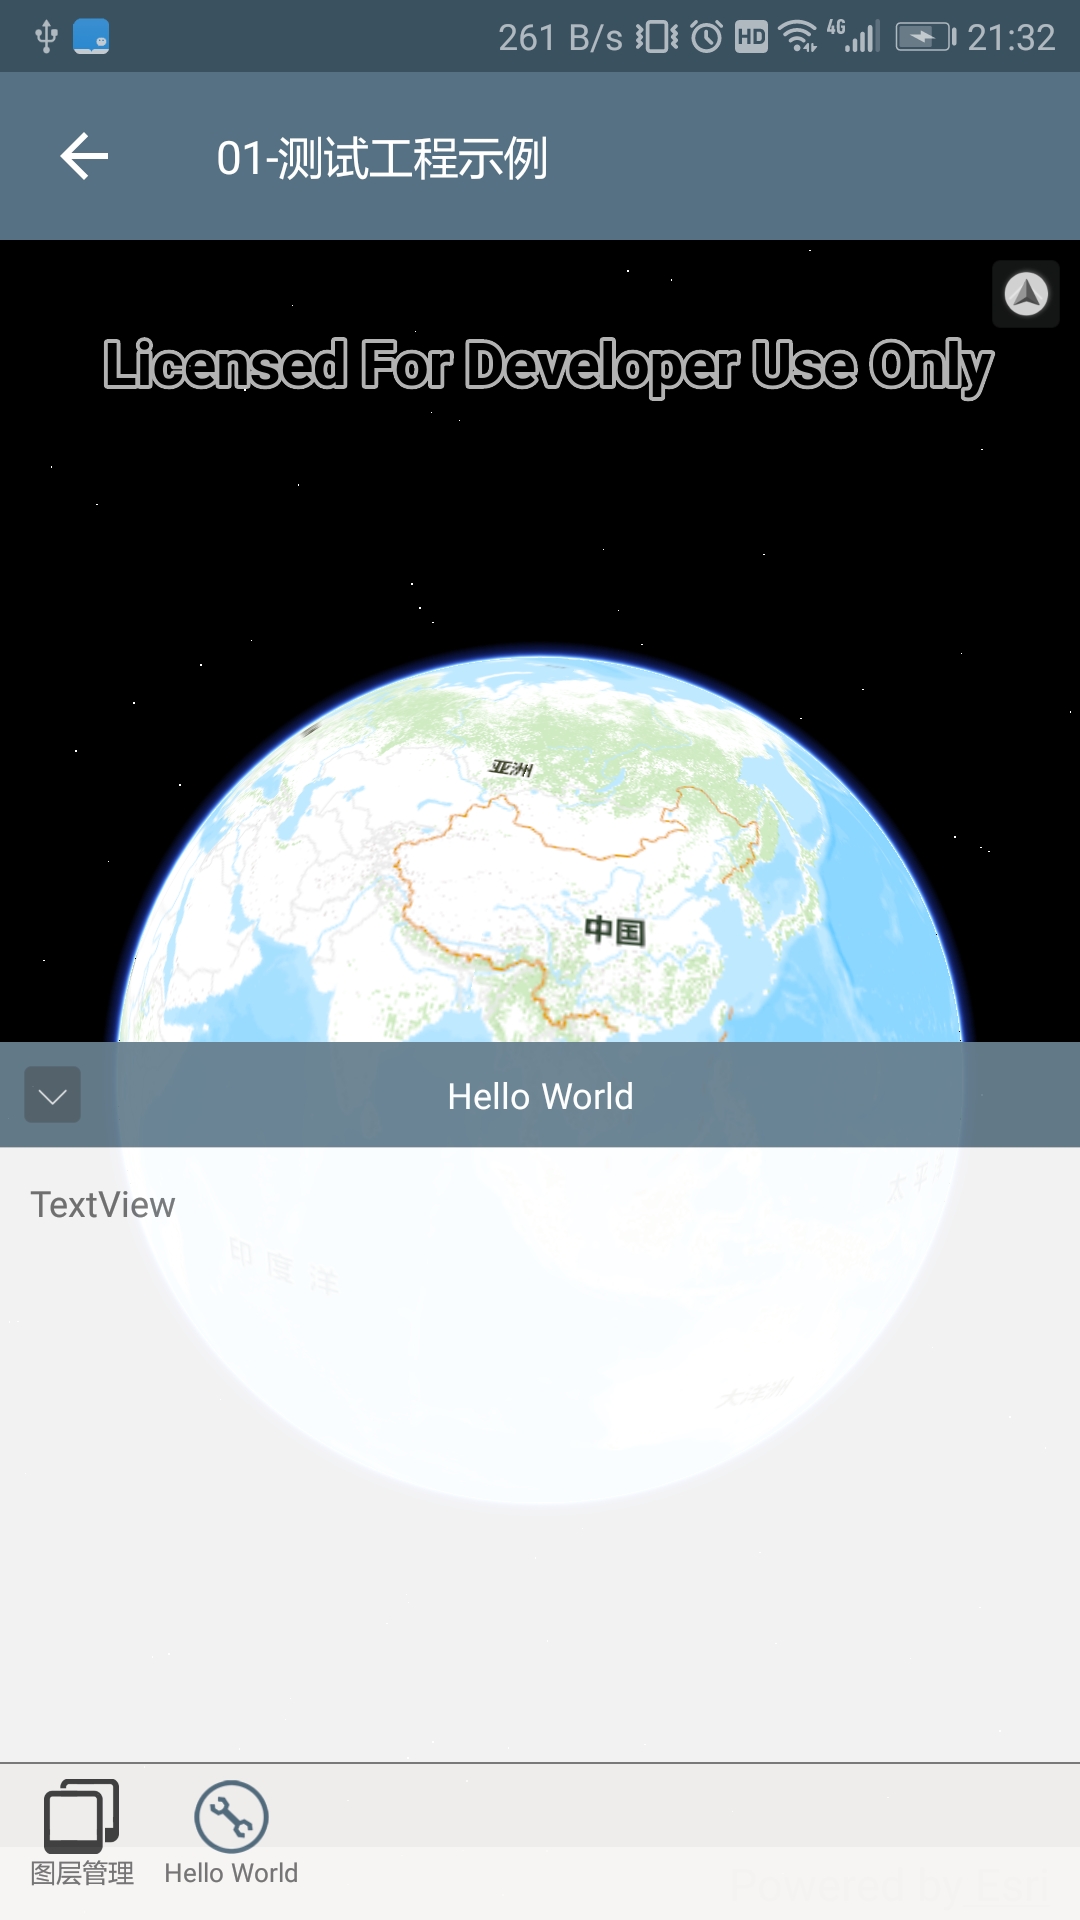 261 B/s HD 4G 21:32
01-测试工程示例
Licensed For Developer Use Only
亚洲
中国
Hello World
太平
TextView
印度洋
大洋洲
图层管理
Hello World
Powered by Esri